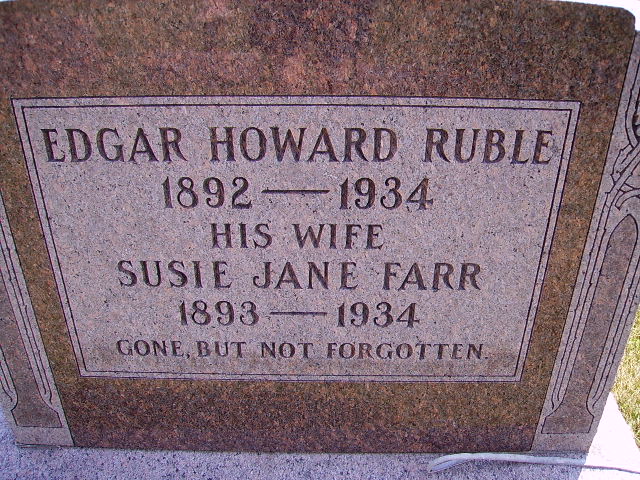 EDGAR HOWARD RUBLE
1892 — 1934
HIS WIFE
SUSIE JANE FARR
1893 — 1934
GONE, BUT NOT FORGOTTEN.